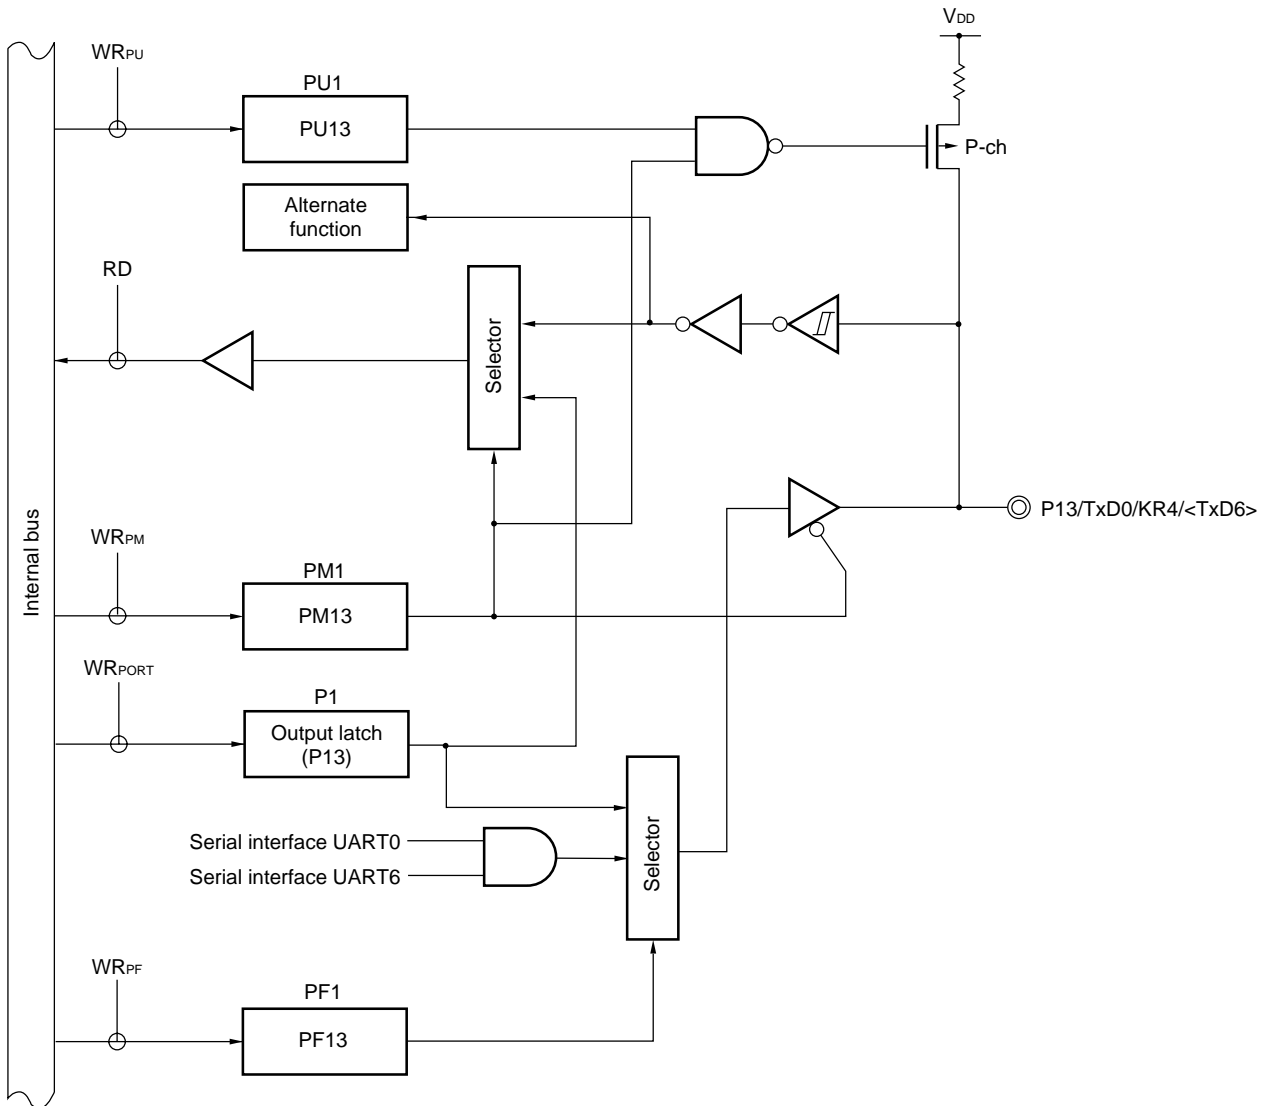 VDD
WRPU
PU1
PU13
P-ch
Alternate
function
RD
Selector
P13/TxD0/KR4/<TxD6>
Internal bus
WRPM
PM1
PM13
WRPORT
P1
Output latch
(P13)
Serial interface UART0
Serial interface UART6
Selector
WRPF
PF1
PF13